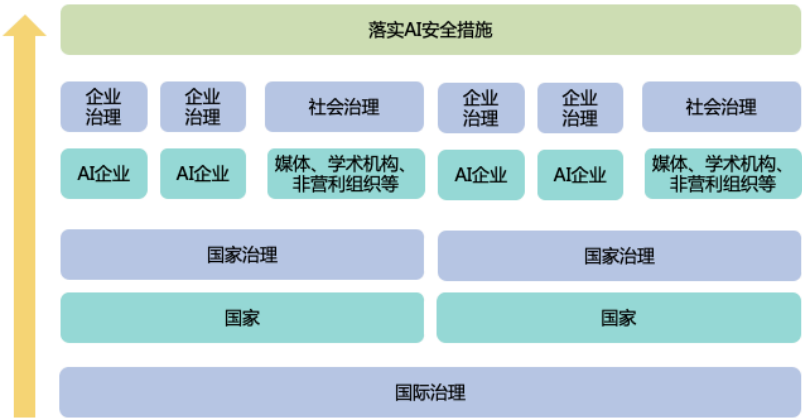 落实AI安全措施
企业
治理
企业
治理
社会治理
企业
治理
企业
治理
社会治理
AI企业
AI企业
媒体、学术机构、
非营利组织等
AI企业
AI企业
媒体、学术机构、
非营利组织等
国家治理
国家治理
国家
国家
国际治理